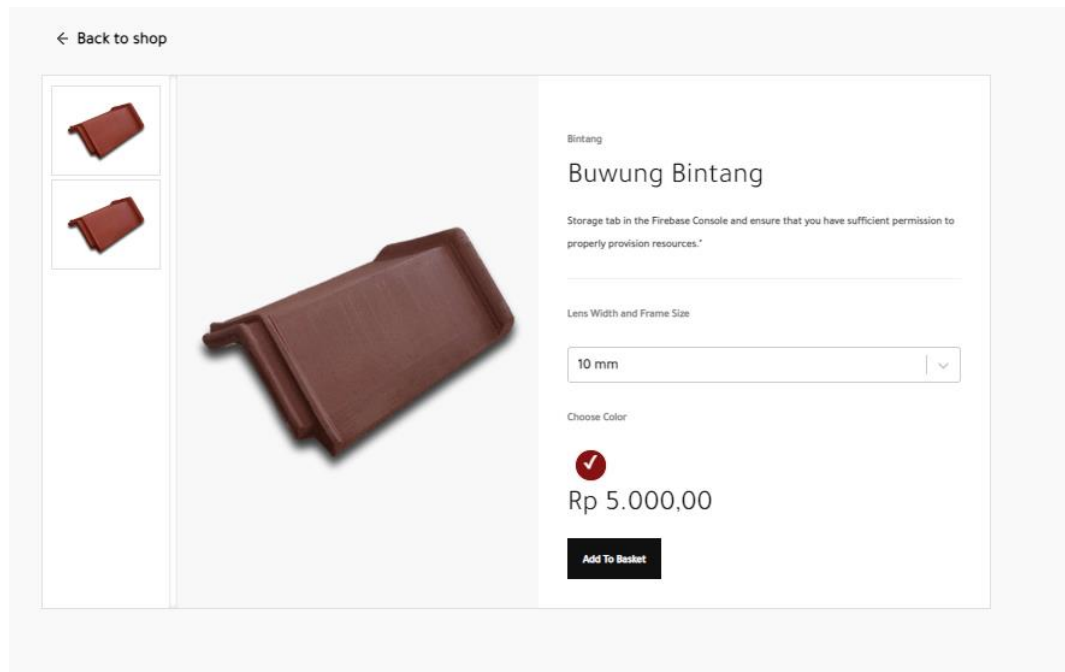 ← Back to shop
Bintang
Buwung Bintang
Storage tab in the Firebase Console and ensure that you have sufficient permission to
properly provision resources."
Lens Width and Frame Size
10 mm
Choose Color
Rp 5.000,00
Add To Basket